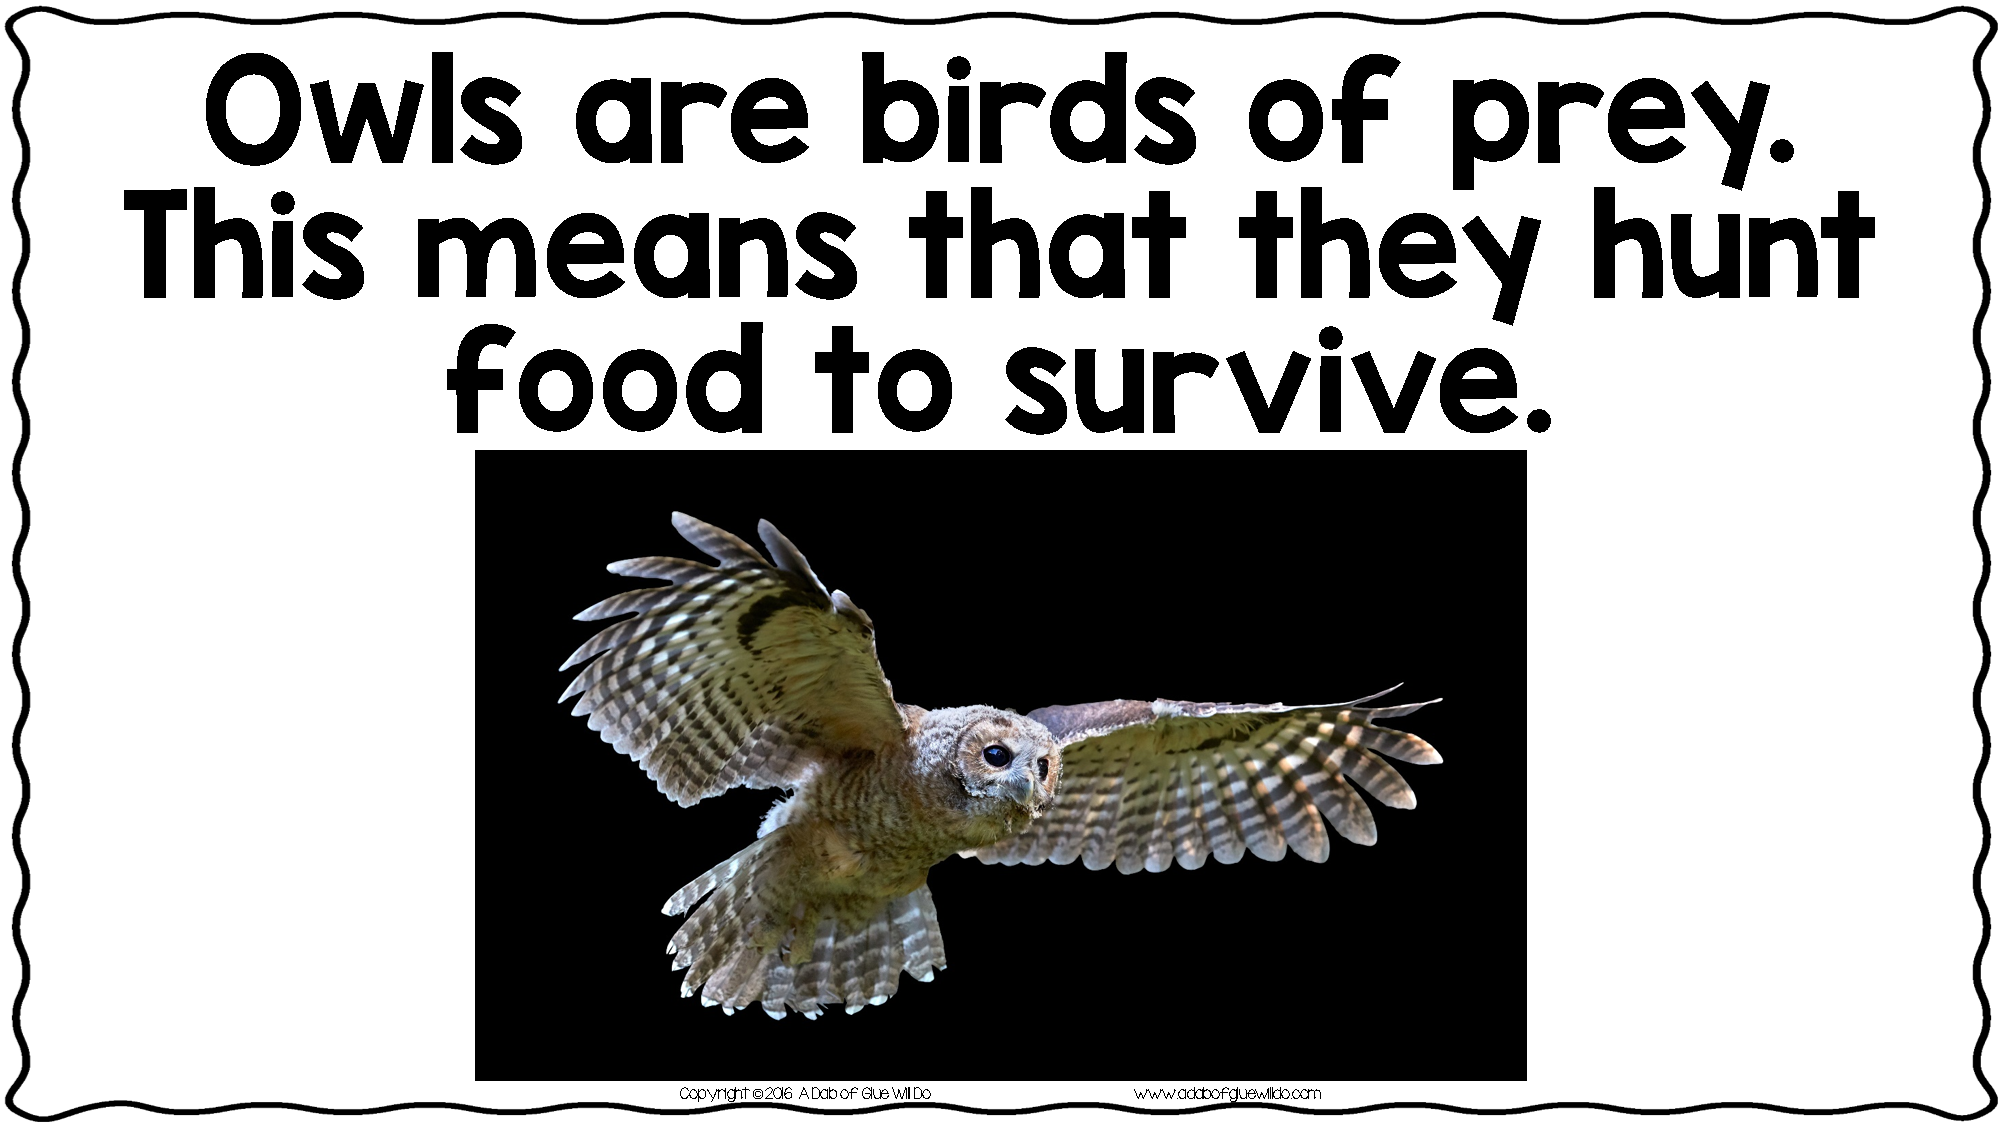 Owls are birds of prey.
This means that they hunt
food to survive.
Copyright ©2016 A Dab of Glue Will Do www.adabofgluewilldo.com